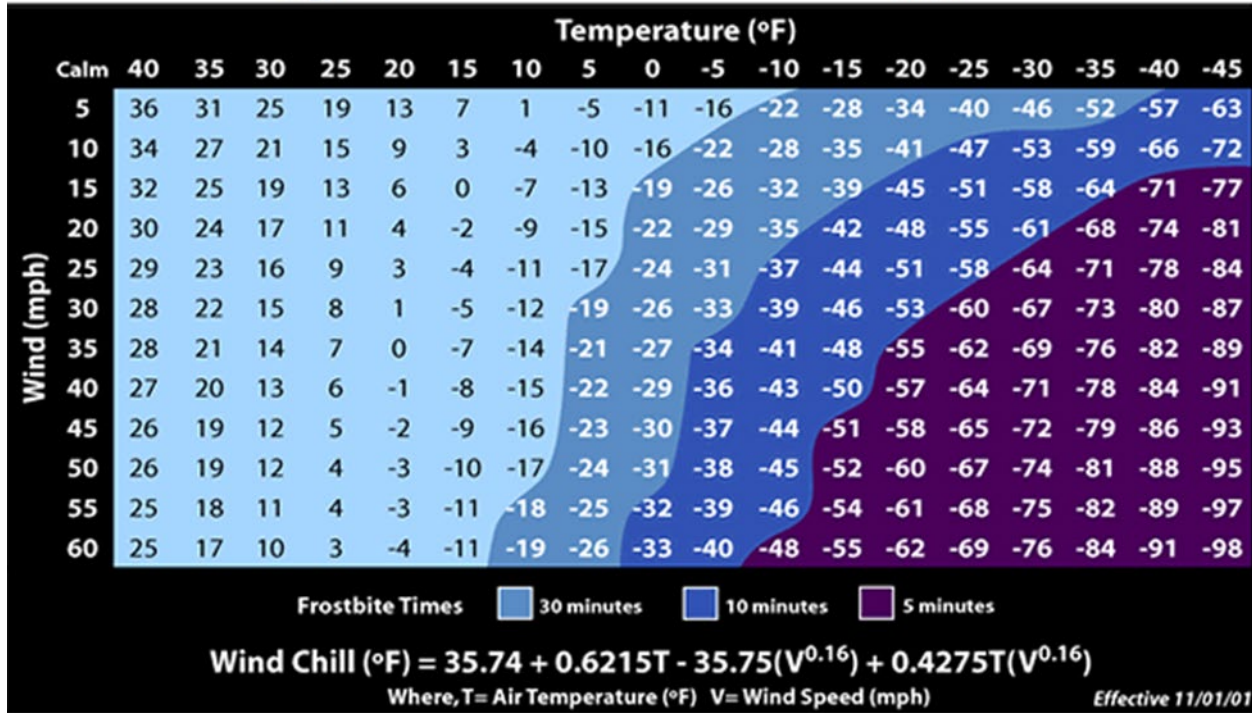 Temperature (ºF)
Calm 40 35 30 25 20 15 10 5 0 -5 -10 -15 -20 -25 -30 -35 -40 -45
5 36 31 25 19 13 7 1 -5 -11 -16 -22 -28 -34 -40 -46 -52 -57 -63
10 34 27 21 15 9 3 -4 -10 -16 -22 -28 -35 -41 -47 -53 -59 -66 -72
15 32 25 19 13 6 0 -7 -13 -19 -26 -32 -39 -45 -51 -58 -64 -71 -77
20 30 24 17 11 4 -2 -9 -15 -22 -29 -35 -42 -48 -55 -61 -68 -74 -81
25 29 23 16 9 3 -4 -11 -17 -24 -31 -37 -44 -51 -58 -64 -71 -78 -84
30 28 22 15 8 1 -5 -12 -19 -26 -33 -39 -46 -53 -60 -67 -73 -80 -87
35 28 21 14 7 0 -7 -14 -21 -27 -34 -41 -48 -55 -62 -69 -76 -82 -89
40 27 20 13 6 -1 -8 -15 -22 -29 -36 -43 -50 -57 -64 -71 -78 -84 -91
45 26 19 12 5 -2 -9 -16 -23 -30 -37 -44 -51 -58 -65 -72 -79 -86 -93
50 26 19 12 4 -3 -10 -17 -24 -31 -38 -45 -52 -60 -67 -74 -81 -88 -95
55 25 18 11 4 -3 -11 -18 -25 -32 -39 -46 -54 -61 -68 -75 -82 -89 -97
60 25 17 10 3 -4 -11 -19 -26 -33 -40 -48 -55 -62 -69 -76 -84 -91 -98
Wind (mph)
Frostbite Times 30 minutes 10 minutes 5 minutes
Wind Chill (ºF) = 35.74 + 0.6215T - 35.75(V^0.16) + 0.4275T(V^0.16)
Where, T= Air Temperature (ºF) V= Wind Speed (mph) Effective 11/01/01